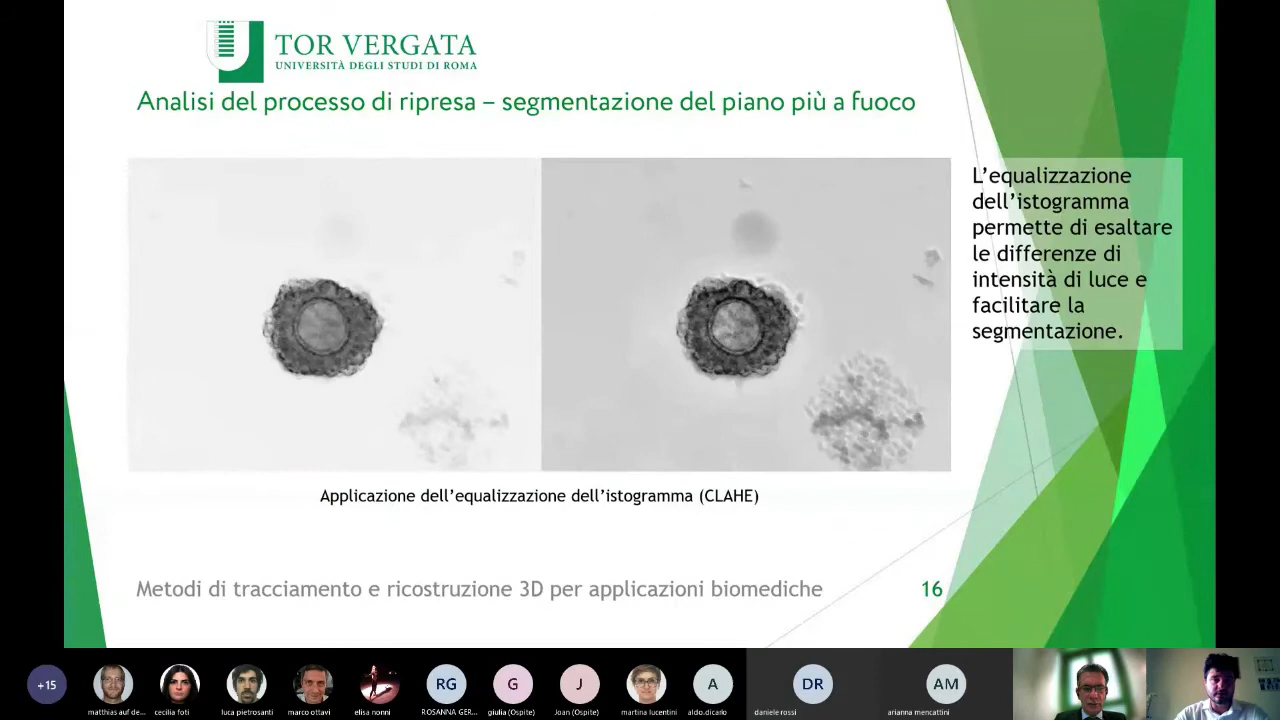 TOR VERGATA
UNIVERSITÀ DEGLI STUDI DI ROMA
Analisi del processo di ripresa – segmentazione del piano più a fuoco
L’equalizzazione
dell’istogramma
permette di esaltare
le differenze di
intensità di luce e
facilitare la
segmentazione.
Applicazione dell’equalizzazione dell’istogramma (CLAHE)
Metodi di tracciamento e ricostruzione 3D per applicazioni biomediche
16
+15
RG
G
J
A
DR
AM
matthias auf de...
cecilia foti
luca pietrosanti
marco ottavi
elisa nonni
ROSANNA GER...
giulia (Ospite)
Joan (Ospite)
martina lucentini
aldo.dicarlo
daniele rossi
arianna mencattini